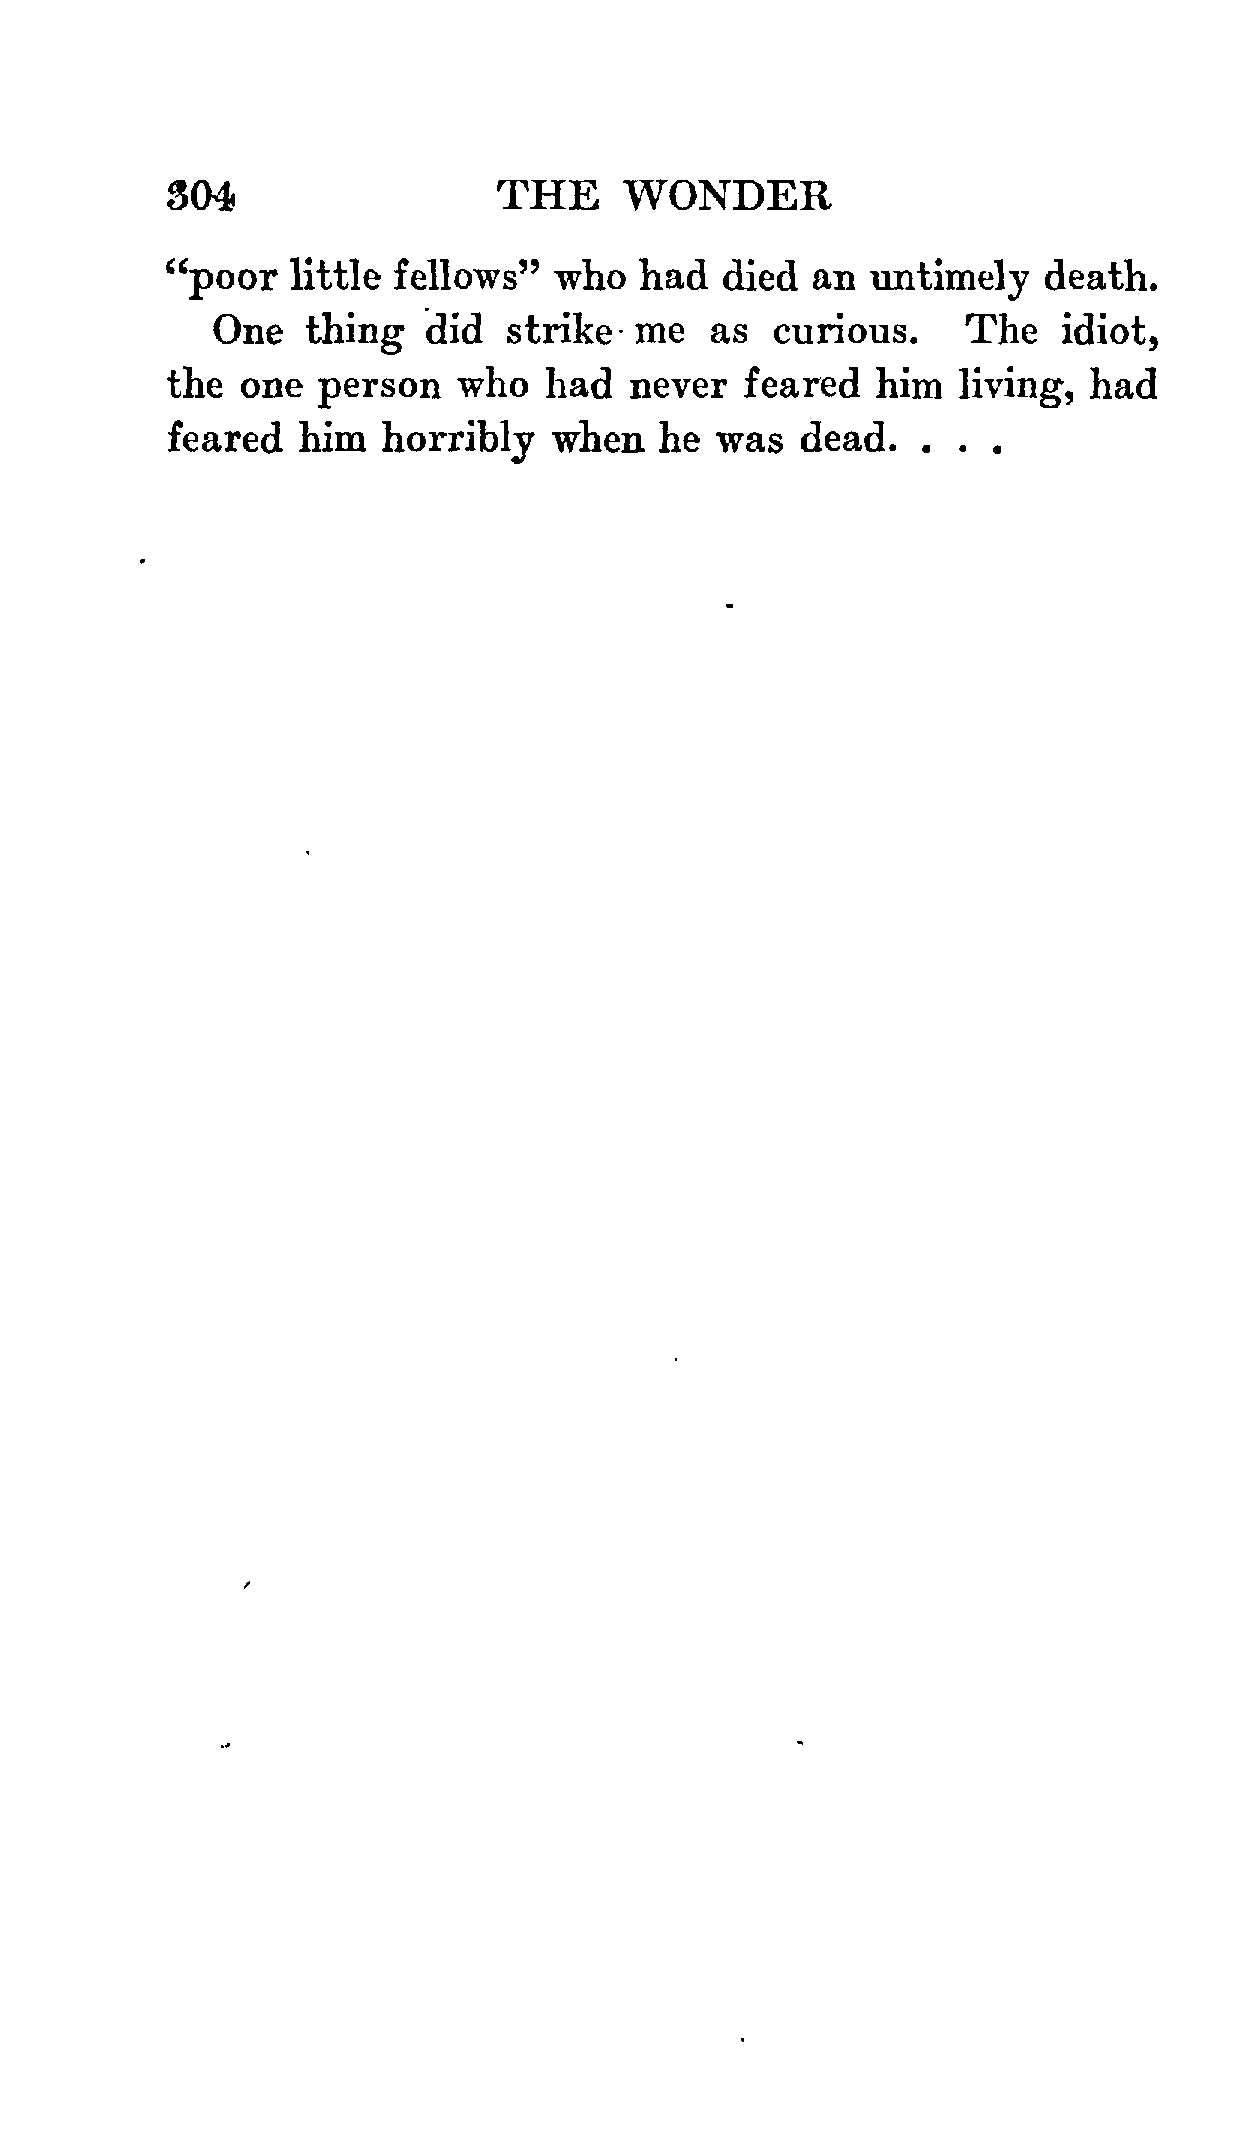 304 THE WONDER
"poor little fellows" who had died an untimely death.
One thing did strike me as curious. The idiot,
the one person who had never feared him living, had
feared him horribly when he was dead. . . .